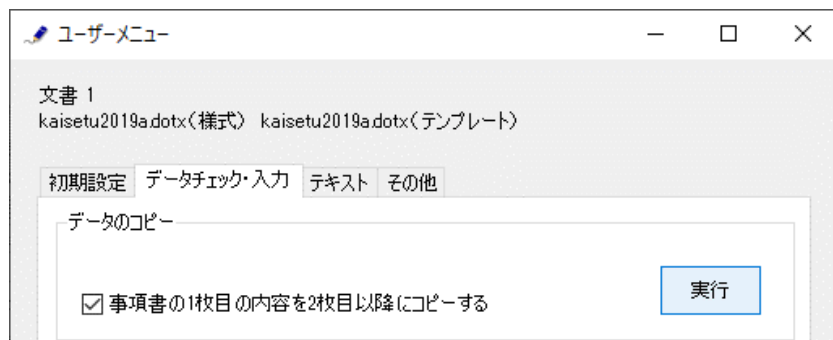 ユーザーメニュー
文書 1
kaisetu2019a.dotx(様式) kaisetu2019a.dotx(テンプレート)
初期設定 データチェック・入力 テキスト その他
データのコピー
事項書の1枚目の内容を2枚目以降にコピーする
実行